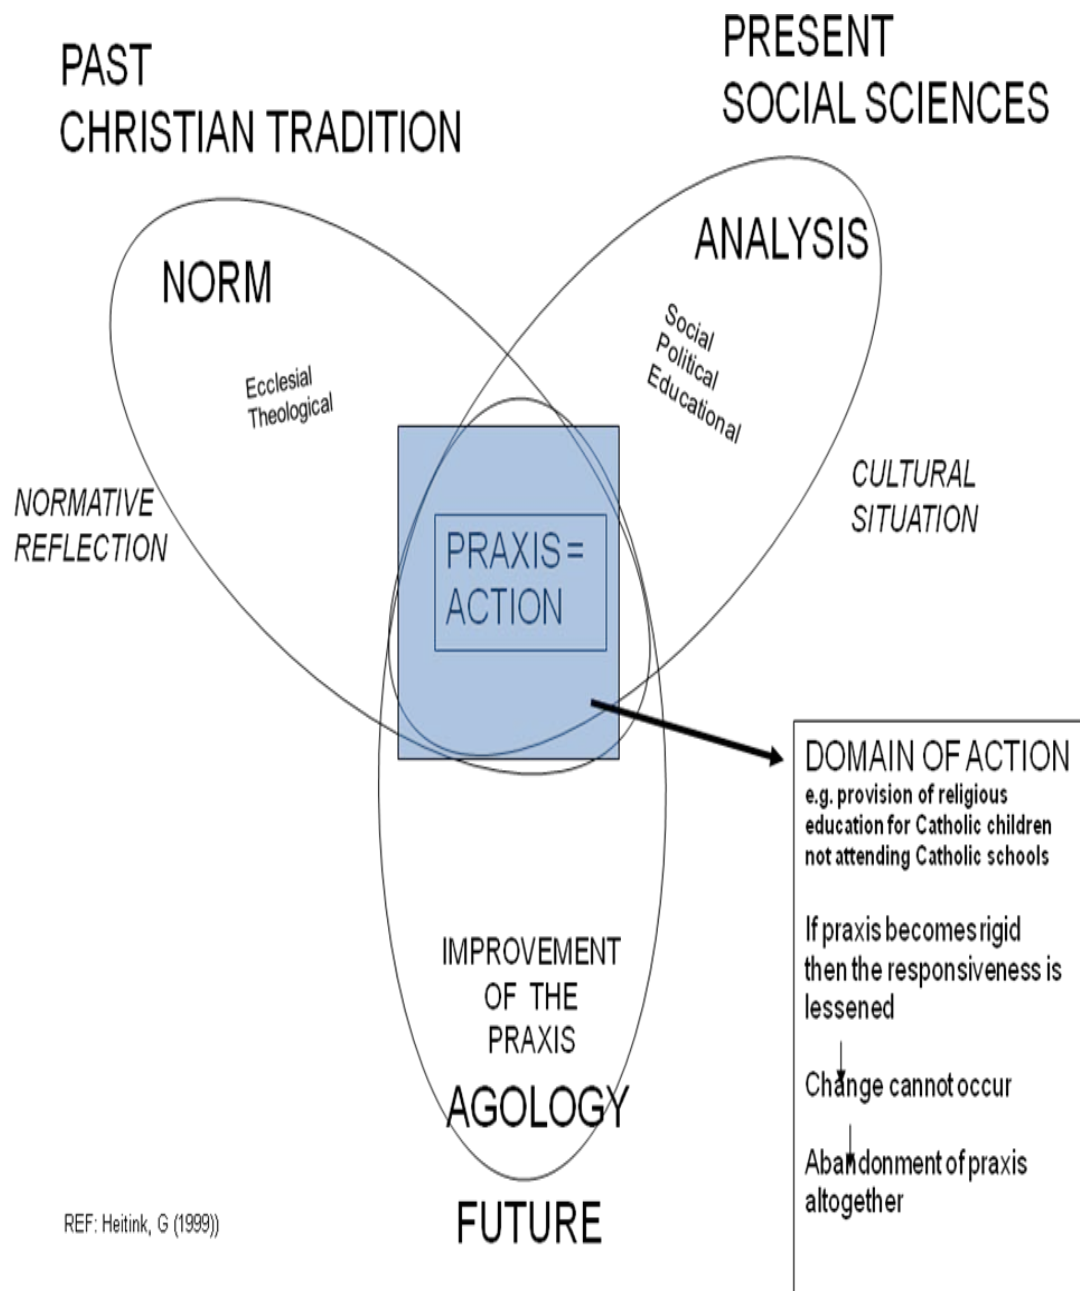 PAST
CHRISTIAN TRADITION
PRESENT
SOCIAL SCIENCES
NORM
Ecclesial
Theological
ANALYSIS
Social
Political
Educational
NORMATIVE
REFLECTION
CULTURAL
SITUATION
PRAXIS =
ACTION
DOMAIN OF ACTION
e.g. provision of religious
education for Catholic children
not attending Catholic schools
If praxis becomes rigid
then the responsiveness is
lessened
Change cannot occur
Abandonment of praxis
altogether
IMPROVEMENT
OF THE
PRAXIS
AGOLOGY
FUTURE
REF: Heitink, G (1999))